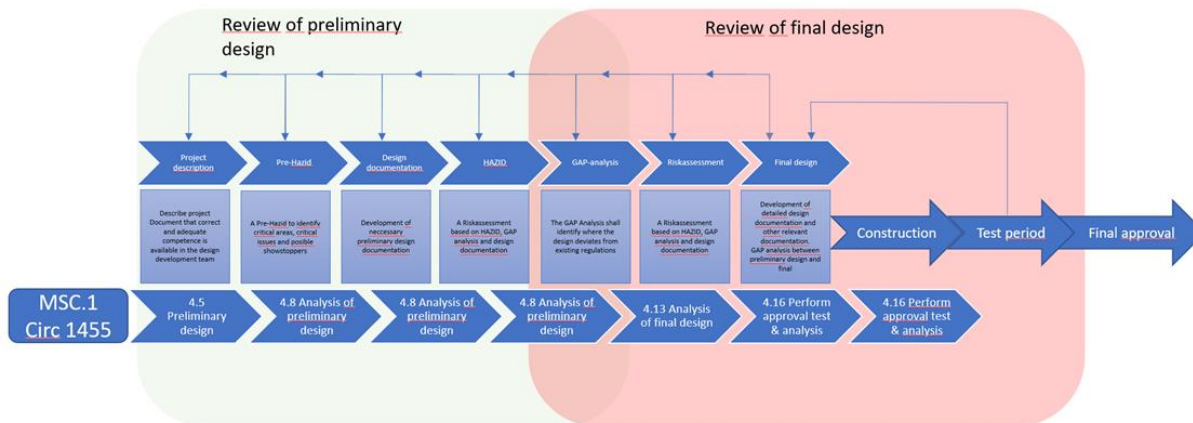 Review of preliminary
design
Review of final design
Project
description
Pre-Hazid
Design
documentation
HAZID
GAP-analysis
Riskassessment
Final design
Describe project
Document that correct
and adequate
competence is
available in the design
development team
A Pre-Hazid to identify
critical areas, critical
issues and posible
showstoppers
Development of
neccessary
preliminary design
documentation
A Riskassessment
based on HAZID, GAP
analysis and design
documentation
The GAP Analysis shall
identify where the
design deviates from
existing regulations
A Riskassessment
based on HAZID, GAP
analysis and design
documentation
Development of
detailed design
documentation and
other relevant
documentation.
GAP analysis between
preliminary design and
final
Construction
Test period
Final approval
MSC.1
Circ 1455
4.5
Preliminary
design
4.8 Analysis of
preliminary
design
4.8 Analysis of
preliminary
design
4.8 Analysis of
preliminary
design
4.13 Analysis
of final design
4.16 Perform
approval test
& analysis
4.16 Perform
approval test
& analysis